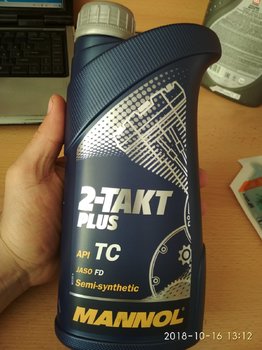 2-TAKT
PLUS
API TC
JASO FD
Semi-synthetic
MANNOL
2018-10-16 13:12